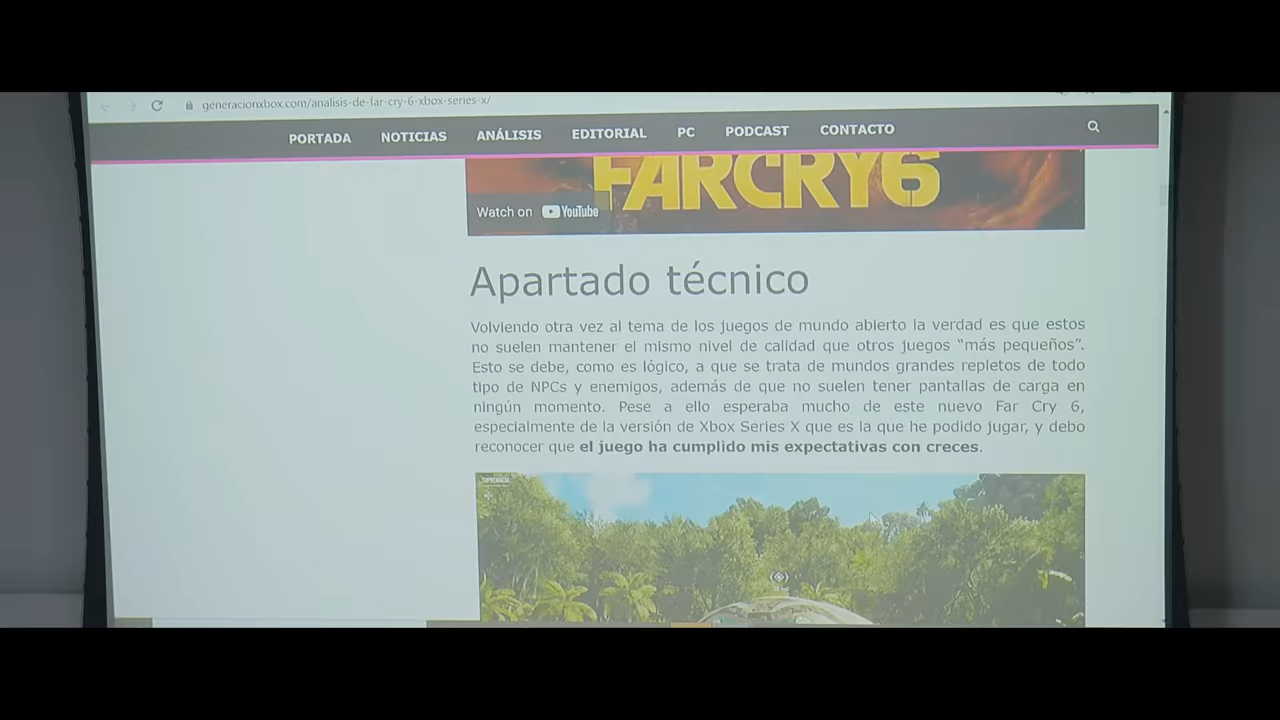 generacionxbox.com/analisis-de-far-cry-6-xbox-series-x/
PORTADA NOTICIAS ANÁLISIS EDITORIAL PC PODCAST CONTACTO
FARCRY6
Watch on YouTube
Apartado técnico
Volviendo otra vez al tema de los juegos de mundo abierto la verdad es que estos
no suelen mantener el mismo nivel de calidad que otros juegos “más pequeños”.
Esto se debe, como es lógico, a que se trata de mundos grandes repletos de todo
tipo de NPCs y enemigos, además de que no suelen tener pantallas de carga en
ningún momento. Pese a ello esperaba mucho de este nuevo Far Cry 6,
especialmente de la versión de Xbox Series X que es la que he podido jugar, y debo
reconocer que el juego ha cumplido mis expectativas con creces.
SUPREMACÍA